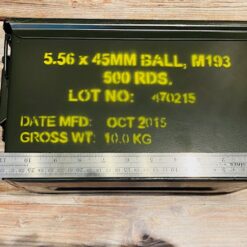 5.56 x 45MM BALL, M193
500 RDS.
LOT NO: 470215
DATE MFD: OCT 2015
GROSS WT: 10.0 KG